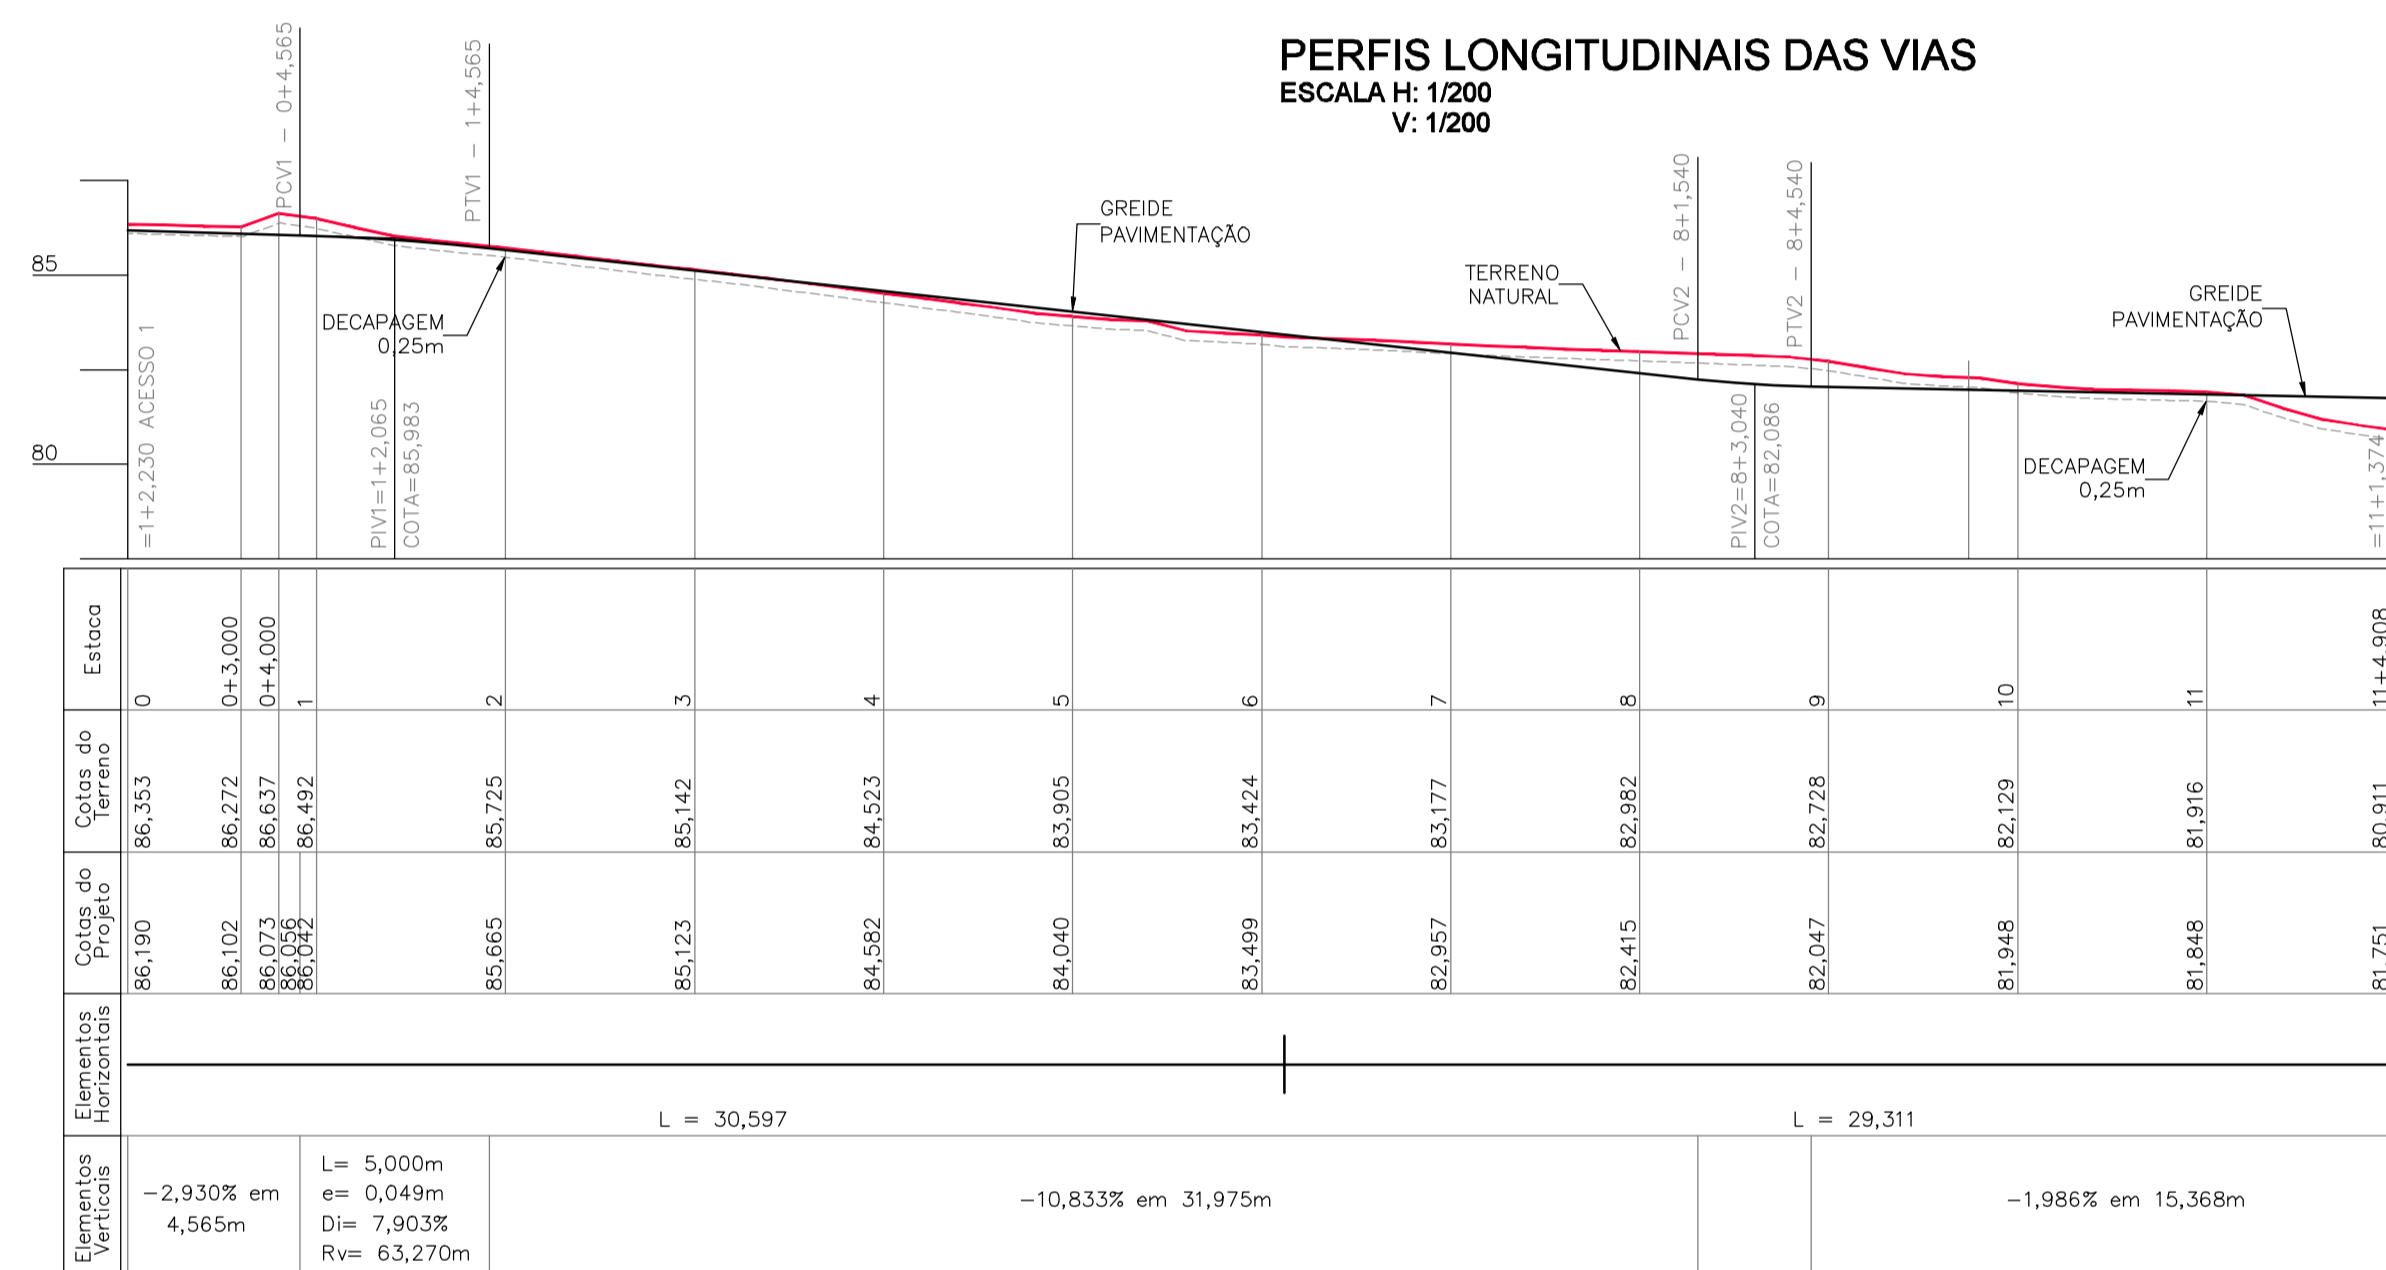 PERFIS LONGITUDINAIS DAS VIAS
ESCALA H: 1/200
V: 1/200
PCV1 - 0+4,565
PTV1 - 1+4,565
PCV2 - 8+1,540
PTV2 - 8+4,540
GREIDE
PAVIMENTAÇÃO
TERRENO
NATURAL
GREIDE
PAVIMENTAÇÃO
85
80
DECAPAGEM
0,25m
DECAPAGEM
0,25m
=1+2,230 ACESSO 1
PIV1=1+2,065
COTA=85,983
PIV2=8+3,040
COTA=82,086
=11+1,374
Estaca
0
0+3,000
0+4,000
1
2
3
4
5
6
7
8
9
10
11
11+4,908
Cotas do
Terreno
86,353
86,272
86,637
86,492
85,725
85,142
84,523
83,905
83,424
83,177
82,982
82,728
82,129
81,916
80,911
Cotas do
Projeto
86,190
86,102
86,073
86,056
86,042
85,665
85,123
84,582
84,040
83,499
82,957
82,415
82,047
81,948
81,848
81,751
Elementos
Horizontais
L = 30,597
L = 29,311
Elementos
Verticais
-2,930% em
4,565m
L= 5,000m
e= 0,049m
Di= 7,903%
Rv= 63,270m
-10,833% em 31,975m
-1,986% em 15,368m